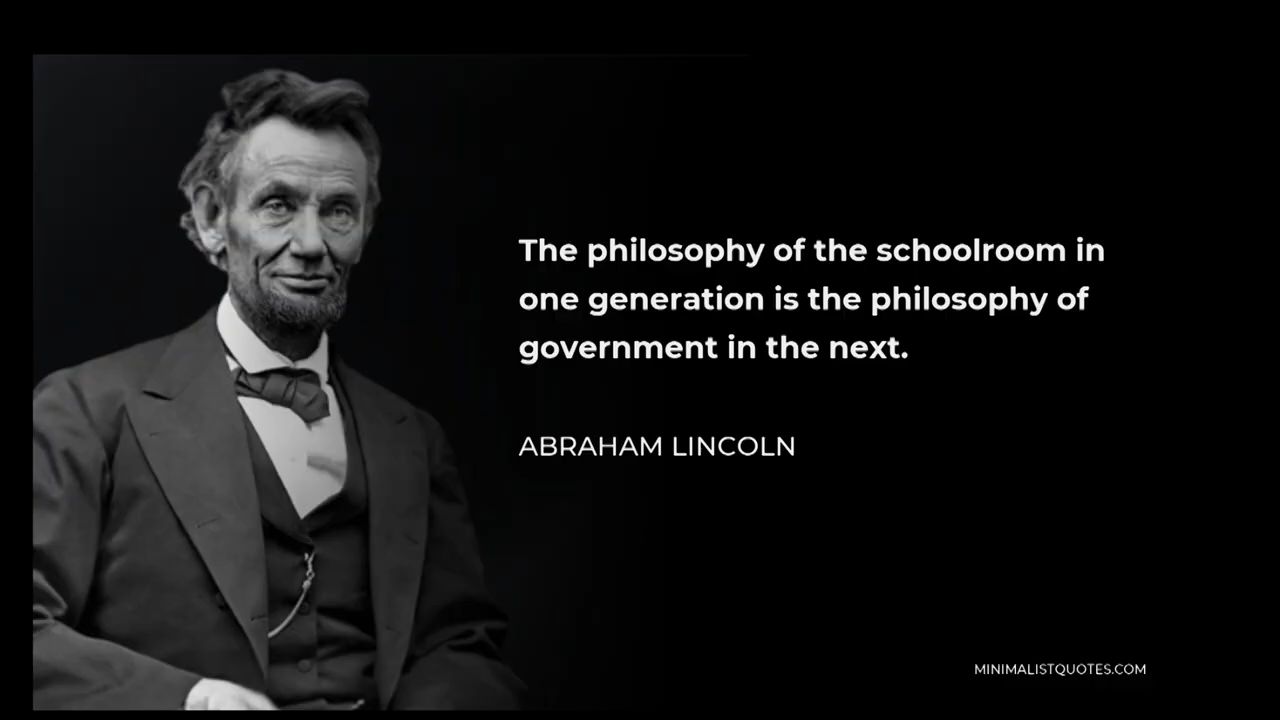 The philosophy of the schoolroom in
one generation is the philosophy of
government in the next.
ABRAHAM LINCOLN
MINIMALISTQUOTES.COM